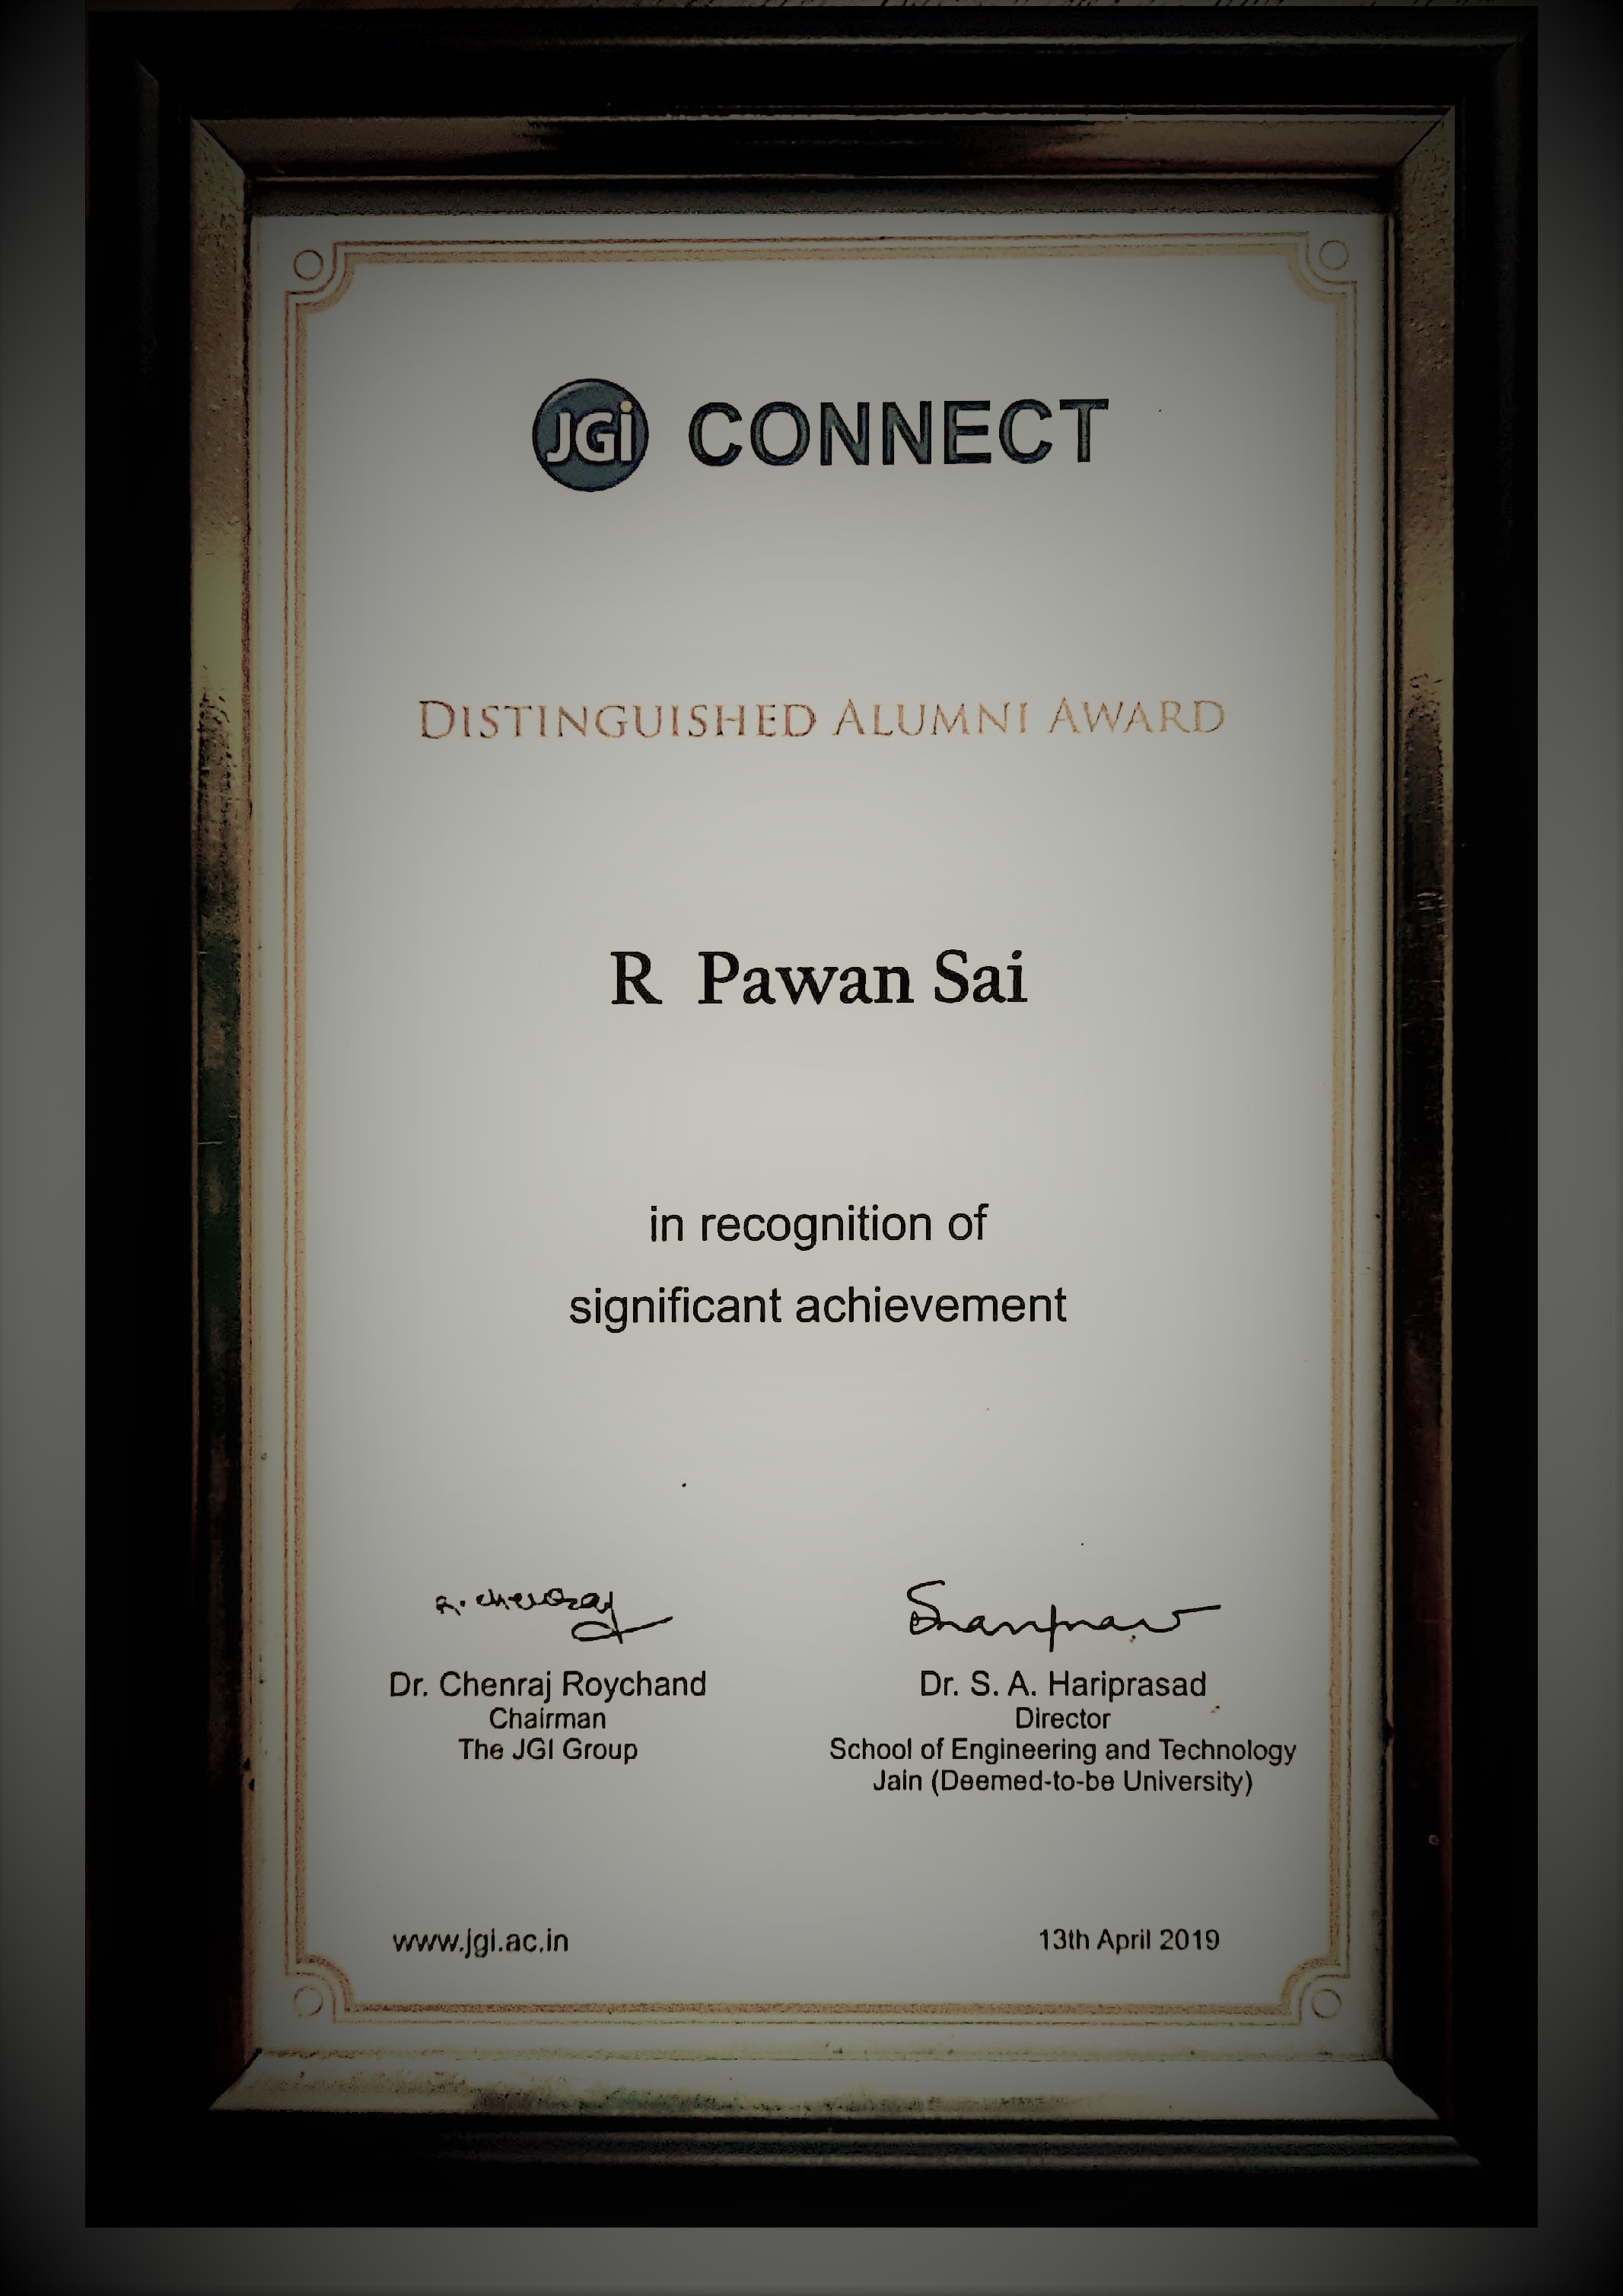 JGi CONNECT
DISTINGUISHED ALUMNI AWARD
R Pawan Sai
in recognition of
significant achievement
Dr. Chenraj Roychand
Chairman
The JGI Group
Dr. S. A. Hariprasad
Director
School of Engineering and Technology
Jain (Deemed-to-be University)
www.jgi.ac.in
13th April 2019